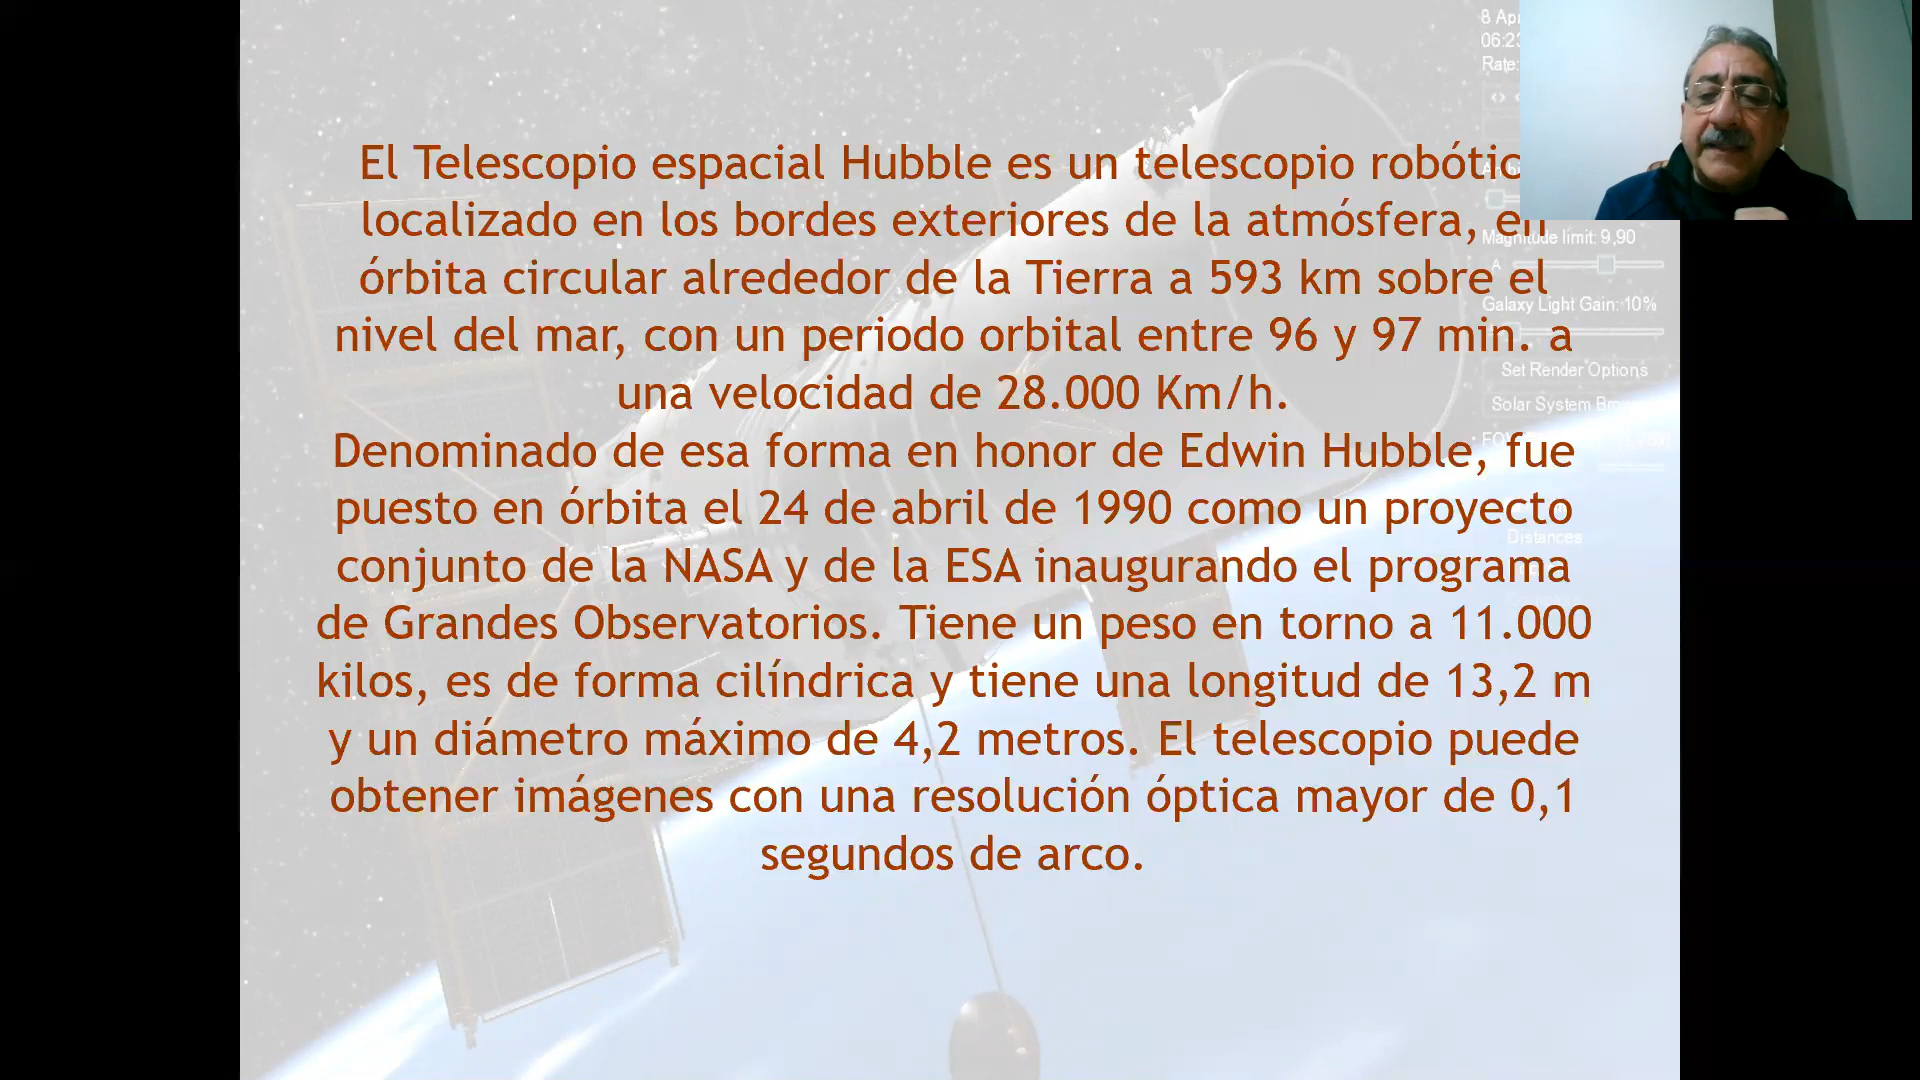 El Telescopio espacial Hubble es un telescopio
localizado en los bordes exteriores de la atmósfera, en
órbita circular alrededor de la Tierra a 593 km sobre el
nivel del mar, con un periodo orbital entre 96 y 97 min. a
una velocidad de 28.000 Km/h.
Denominado de esa forma en honor de Edwin Hubble, fue
puesto en órbita el 24 de abril de 1990 como un proyecto
conjunto de la NASA y de la ESA inaugurando el programa
de Grandes Observatorios. Tiene un peso en torno a 11.000
kilos, es de forma cilíndrica y tiene una longitud de 13,2 m
y un diámetro máximo de 4,2 metros. El telescopio puede
obtener imágenes con una resolución óptica mayor de 0,1
segundos de arco.
8
Rate:
Magnitude limit: 9,90
A
Galaxy Light Gain: 10%
Set Render Options
Solar System
Distances